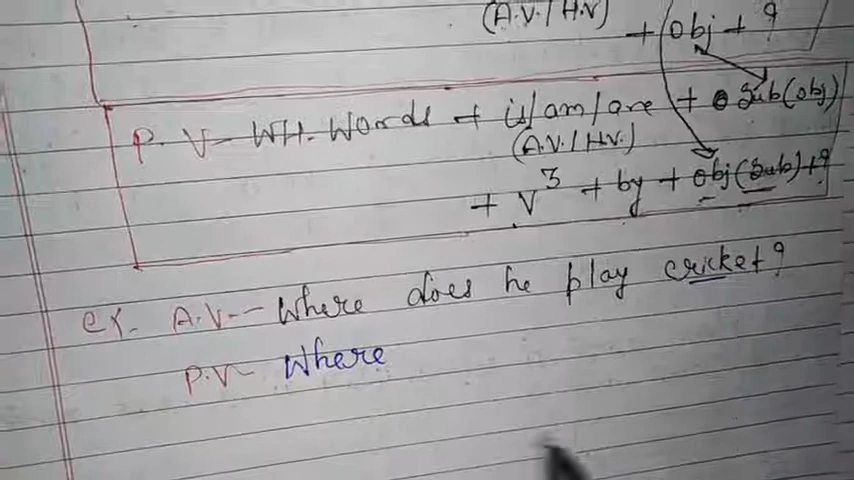 (A.V./H.V)
+ Obj + ?
P.V - WH. Words + is/am/are + Sub(obj)
(A.V./H.V.)
+ V3 + by + obj(Sub)+?
ex. A.V- Where does he play cricket?
P.V- Where